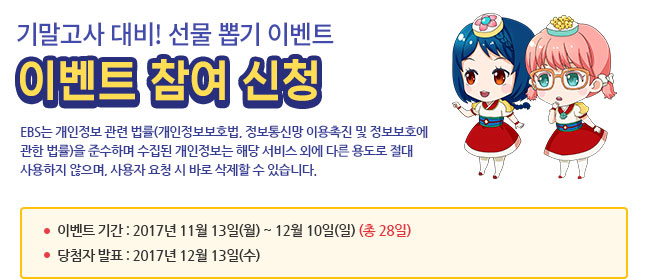 기말고사 대비! 선물 뽑기 이벤트
이벤트 참여 신청
EBS는 개인정보 관련 법률(개인정보보호법, 정보통신망 이용촉진 및 정보보호에
관한 법률)을 준수하며 수집된 개인정보는 해당 서비스 외에 다른 용도로 절대
사용하지 않으며, 사용자 요청 시 바로 삭제할 수 있습니다.
• 이벤트 기간 : 2017년 11월 13일(월) ~ 12월 10일(일) (총 28일)
• 당첨자 발표 : 2017년 12월 13일(수)